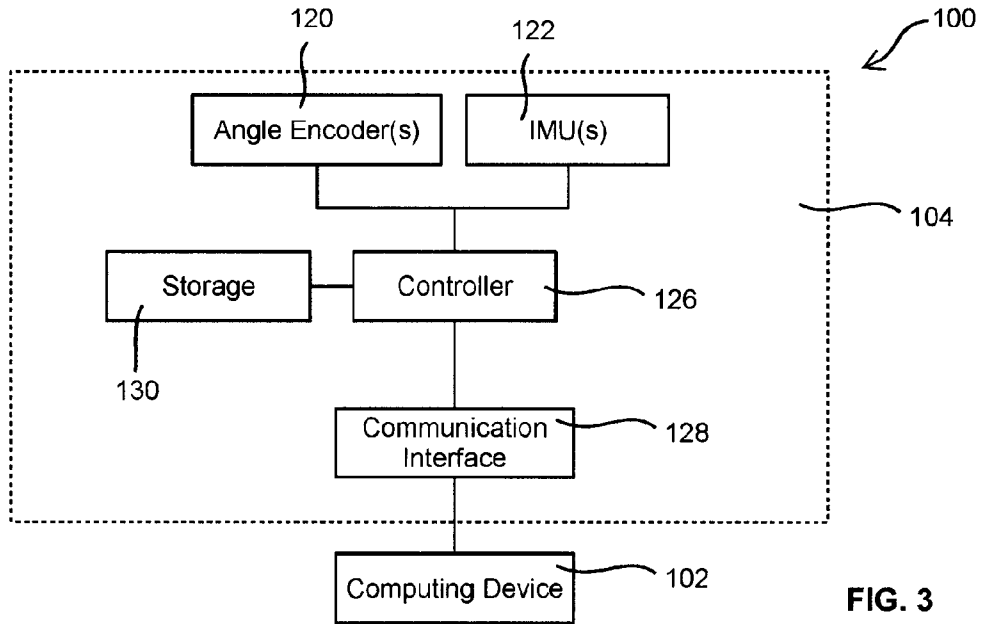 120
122
100
Angle Encoder(s)
IMU(s)
104
Storage
Controller
126
130
Communication
Interface
128
Computing Device
102
FIG. 3